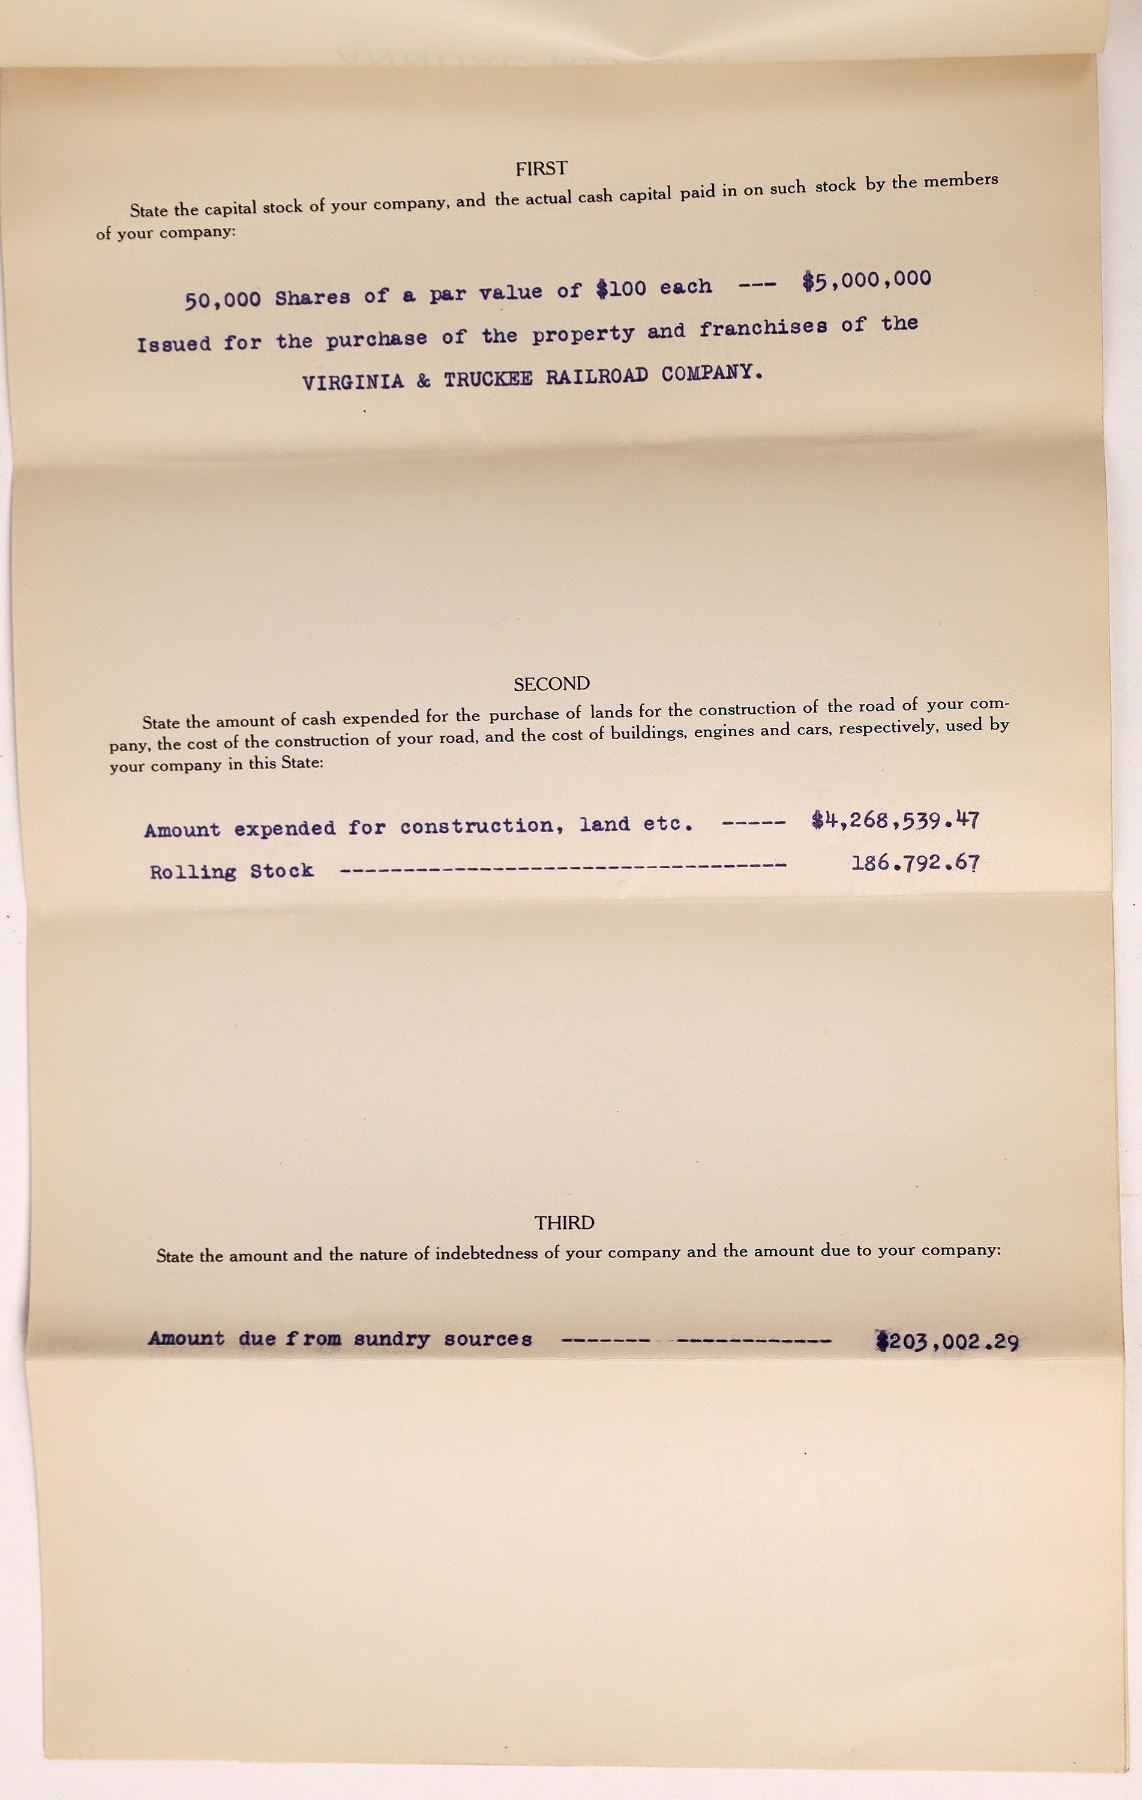 FIRST
State the capital stock of your company, and the actual cash capital paid in on such stock by the members
of your company:
50,000 Shares of a par value of $100 each --- $5,000,000
Issued for the purchase of the property and franchises of the
VIRGINIA & TRUCKEE RAILROAD COMPANY.
SECOND
State the amount of cash expended for the purchase of lands for the construction of the road of your com-
pany, the cost of the construction of your road, and the cost of buildings, engines and cars, respectively, used by
your company in this State:
Amount expended for construction, land etc. ----- $4,268,539.47
Rolling Stock ----------------------------------- 186.792.67
THIRD
State the amount and the nature of indebtedness of your company and the amount due to your company:
Amount due from sundry sources ------- ------------ $203,002.29